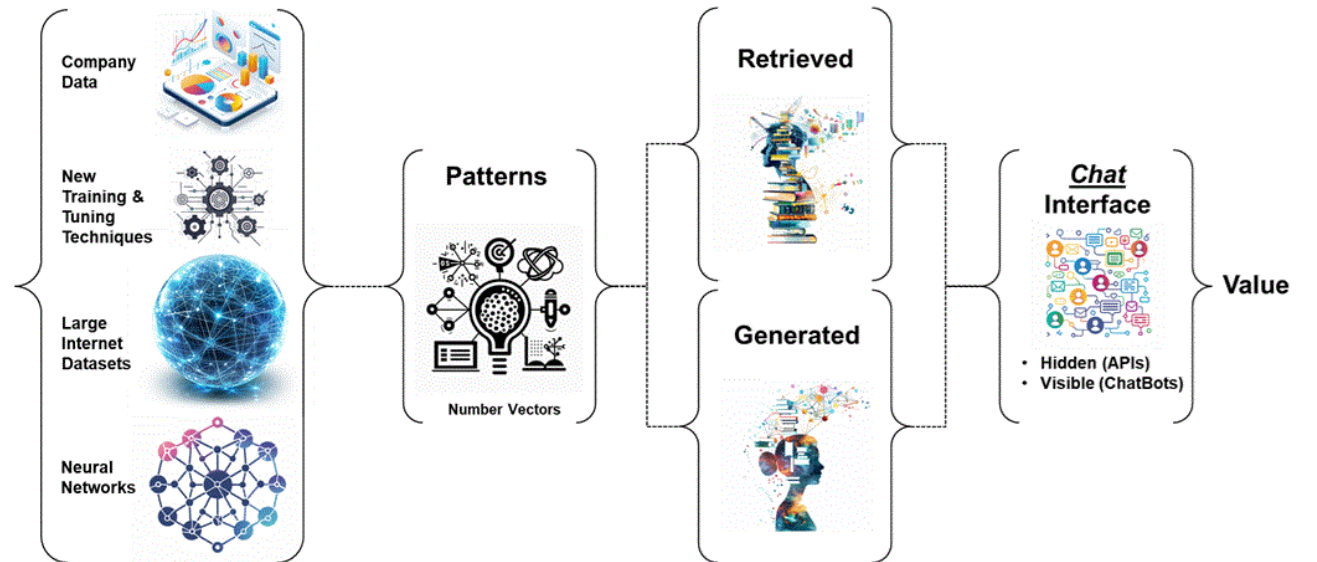 Company
Data
New
Training &
Tuning
Techniques
Large
Internet
Datasets
Neural
Networks
Patterns
Number Vectors
Retrieved
Generated
Chat
Interface
• Hidden (APIs)
• Visible (ChatBots)
Value